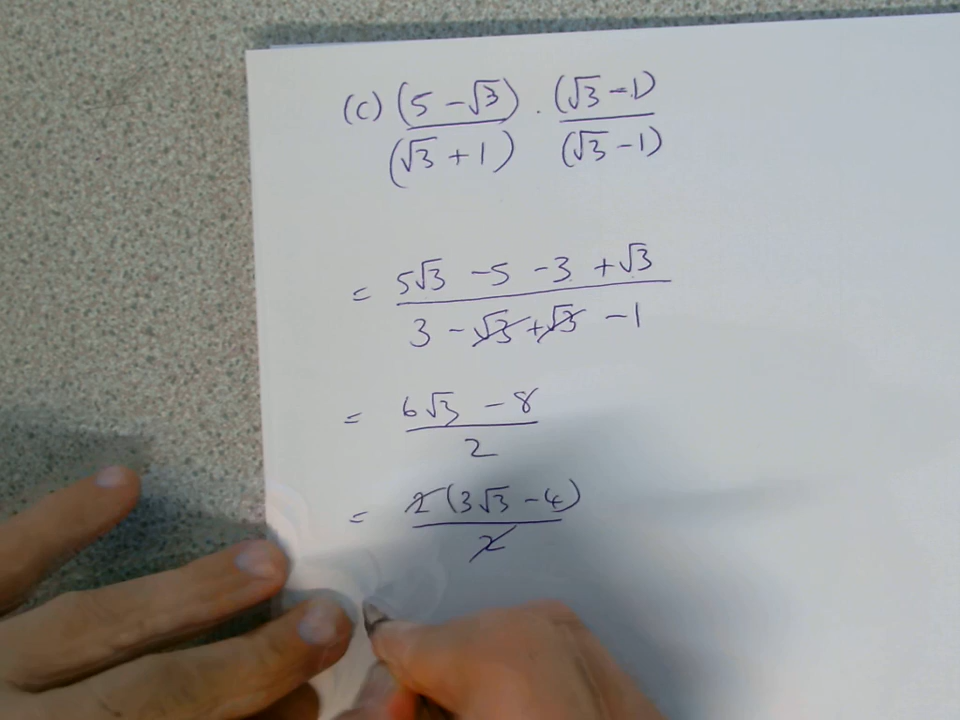 (c) (5 - √3) / (√3 + 1) · (√3 - 1) / (√3 - 1)
= (5√3 - 5 - 3 + √3) / (3 - √3 + √3 - 1)
= (6√3 - 8) / 2
= 2(3√3 - 4) / 2